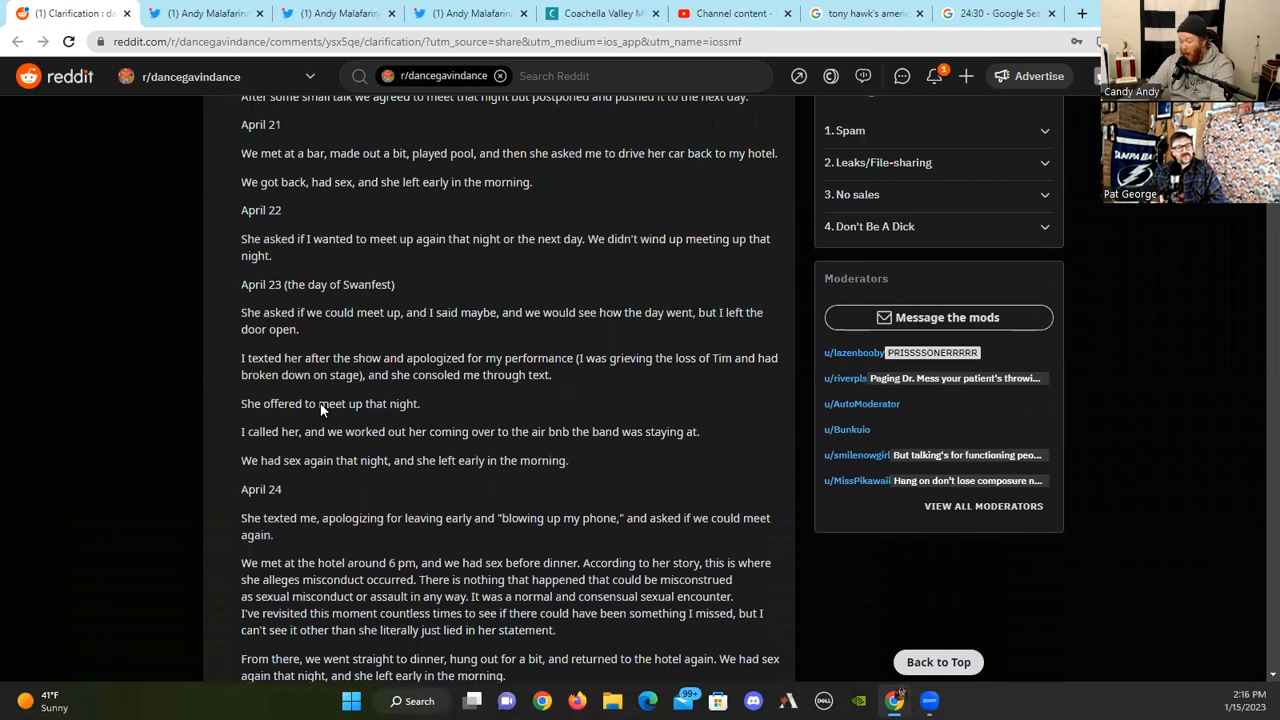 (1) Clarification : da
(1) Andy Malafarina
(1) Andy Malafarina
(1) Andy Malafarina
Coachella Valley M
Channel content - Y
tony hawk's americ
24:30 - Google Sea
reddit.com/r/dancegavindance/comments/ysx5qe/clarification/?utm_source=share&utm_medium=ios_app&utm_name=iossmf
reddit
r/dancegavindance
r/dancegavindance
Search Reddit
1
Advertise
Candy Andy
TAMPA BAY
Pat George
After some small talk we agreed to meet that night but postponed and pushed it to the next day.
April 21
We met at a bar, made out a bit, played pool, and then she asked me to drive her car back to my hotel.
We got back, had sex, and she left early in the morning.
April 22
She asked if I wanted to meet up again that night or the next day. We didn't wind up meeting up that
night.
April 23 (the day of Swanfest)
She asked if we could meet up, and I said maybe, and we would see how the day went, but I left the
door open.
I texted her after the show and apologized for my performance (I was grieving the loss of Tim and had
broken down on stage), and she consoled me through text.
She offered to meet up that night.
I called her, and we worked out her coming over to the air bnb the band was staying at.
We had sex again that night, and she left early in the morning.
April 24
She texted me, apologizing for leaving early and "blowing up my phone," and asked if we could meet
again.
We met at the hotel around 6 pm, and we had sex before dinner. According to her story, this is where
she alleges misconduct occurred. There is nothing that happened that could be misconstrued
as sexual misconduct or assault in any way. It was a normal and consensual sexual encounter.
I've revisited this moment countless times to see if there could have been something I missed, but I
can't see it other than she literally just lied in her statement.
From there, we went straight to dinner, hung out for a bit, and returned to the hotel again. We had sex
again that night, and she left early in the morning.
1. Spam
2. Leaks/File-sharing
3. No sales
4. Don't Be A Dick
Moderators
Message the mods
u/lazenbooby PRISSSSONERRRRR
u/riverpls Paging Dr. Mess your patient's throwi...
u/AutoModerator
u/Bunkuio
u/smilenowgirl But talking's for functioning peo...
u/MissPikawaii Hang on don't lose composure n...
VIEW ALL MODERATORS
Back to Top
41°F
Sunny
Search
99+
DELL
zoom
2:16 PM
1/15/2023